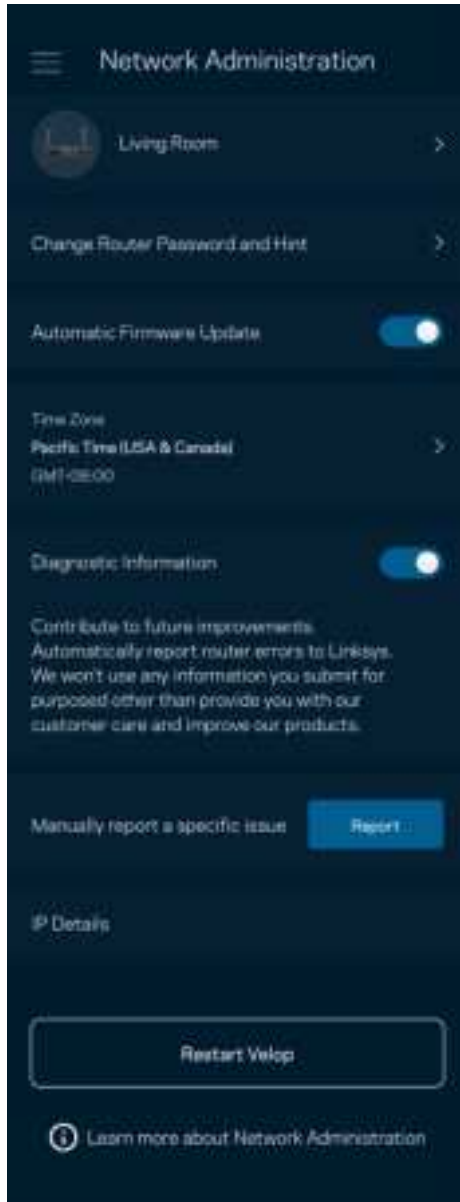 Network Administration
Living Room
Change Router Password and Hint
Automatic Firmware Update
Time Zone
Pacific Time (USA & Canada)
GMT-08:00
Diagnostic Information
Contribute to future improvements.
Automatically report router errors to Linksys.
We won't use any information you submit for
purposed other than provide you with our
customer care and improve our products.
Manually report a specific issue
Report
IP Details
Restart Velop
Learn more about Network Administration